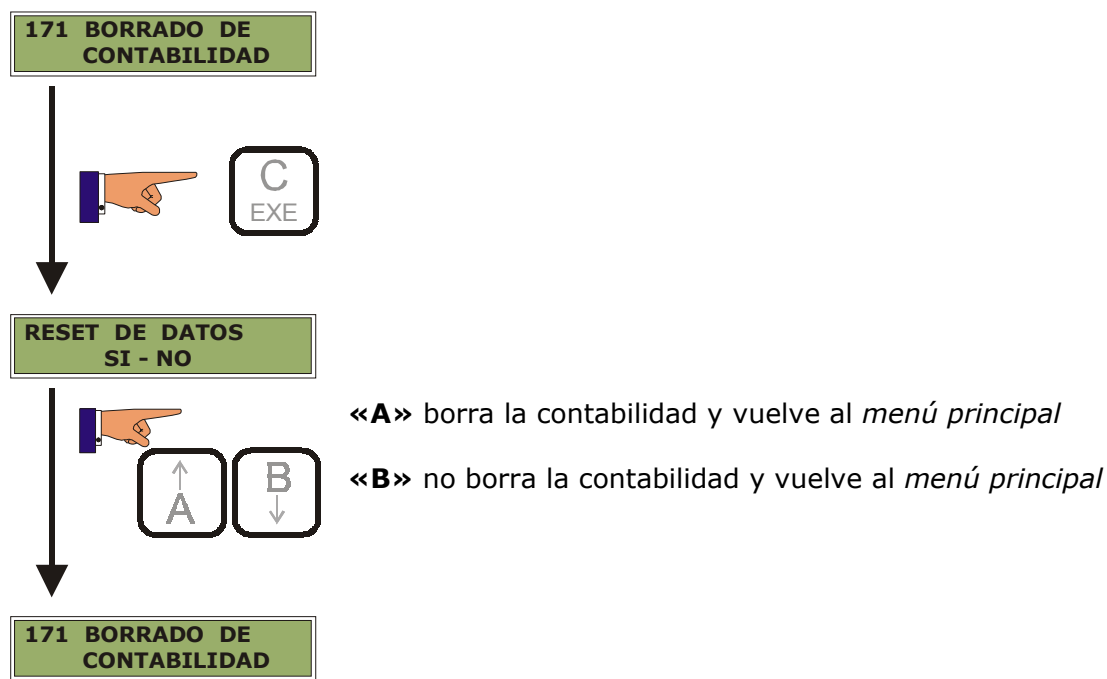 171 BORRADO DE
CONTABILIDAD
C
EXE
RESET DE DATOS
SI - NO
«A» borra la contabilidad y vuelve al menú principal
«B» no borra la contabilidad y vuelve al menú principal
A
B
171 BORRADO DE
CONTABILIDAD